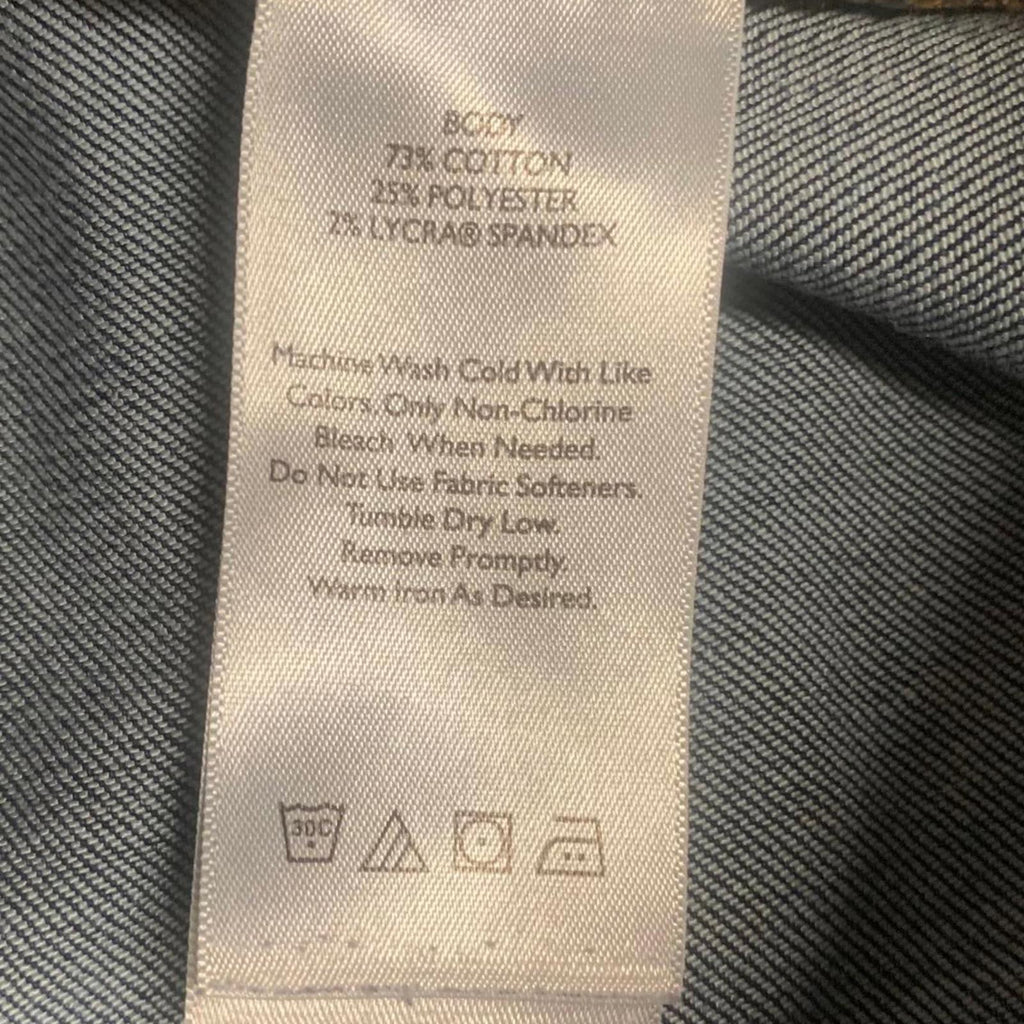 BODY
73% COTTON
25% POLYESTER
2% LYCRA® SPANDEX
Machine Wash Cold With Like
Colors. Only Non-Chlorine
Bleach When Needed.
Do Not Use Fabric Softeners.
Tumble Dry Low.
Remove Promptly.
Warm Iron As Desired.
30C